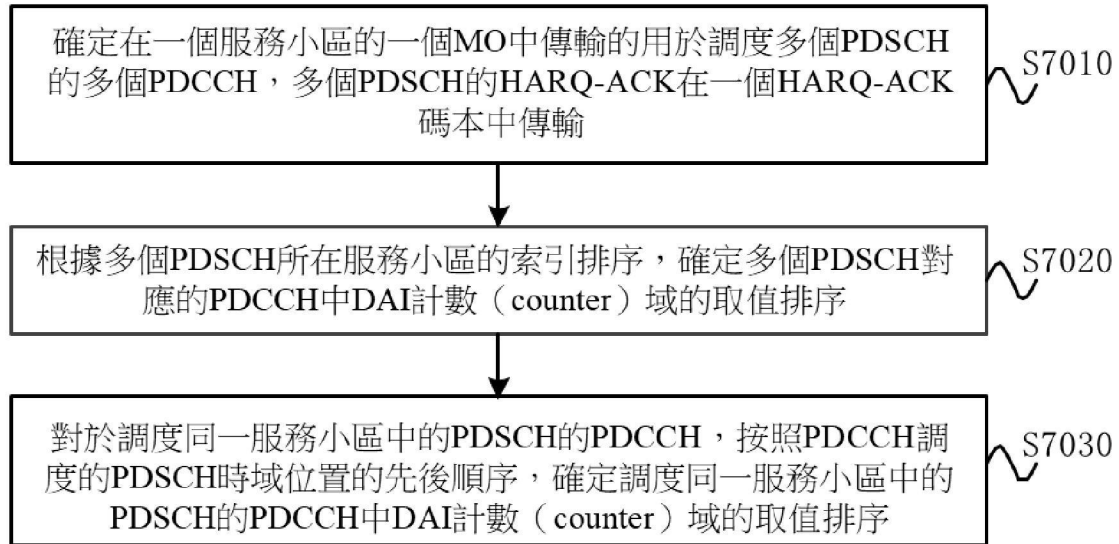 確定在一個服務小區的一個MO中傳輸的用於調度多個PDSCH
的多個PDCCH，多個PDSCH的HARQ-ACK在一個HARQ-ACK
碼本中傳輸
S7010
根據多個PDSCH所在服務小區的索引排序，確定多個PDSCH對
應的PDCCH中DAI計數（counter）域的取值排序
S7020
對於調度同一服務小區中的PDSCH的PDCCH，按照PDCCH調
度的PDSCH時域位置的先後順序，確定調度同一服務小區中的
PDSCH的PDCCH中DAI計數（counter）域的取值排序
S7030